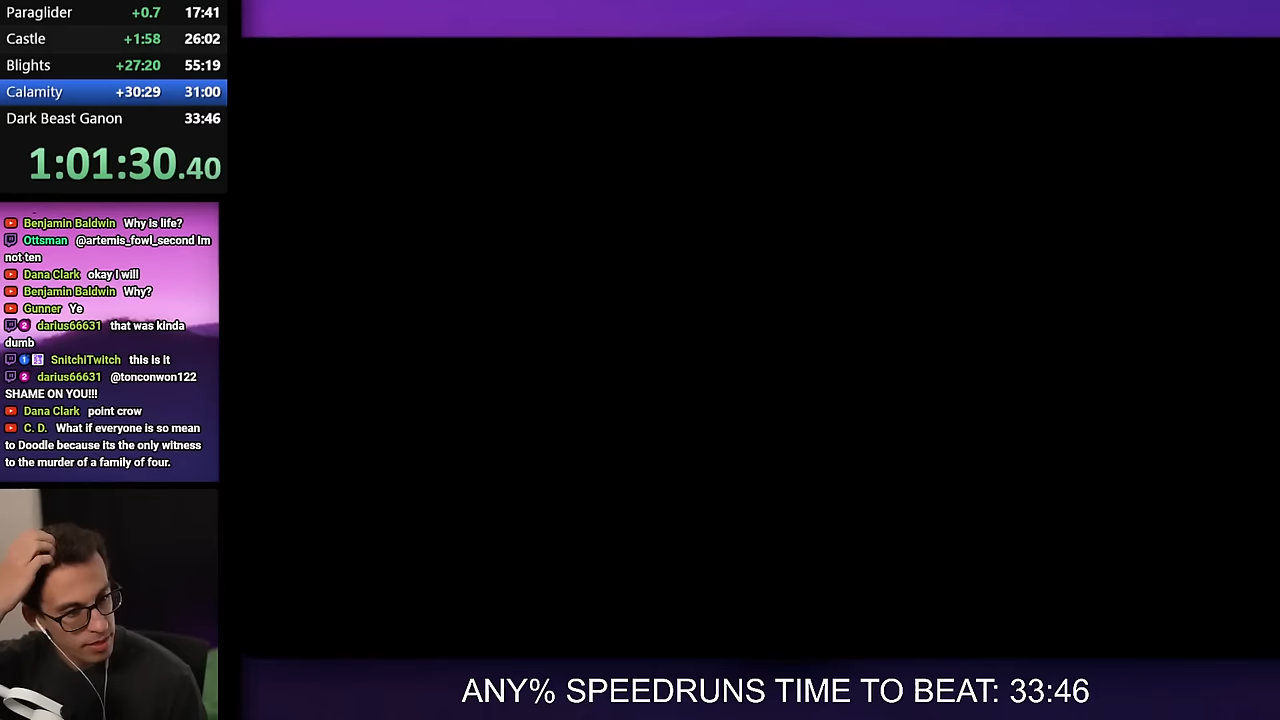 Paraglider +0.7 17:41
Castle +1:58 26:02
Blights +27:20 55:19
Calamity +30:29 31:00
Dark Beast Ganon 33:46
1:01:30.40
Benjamin Baldwin Why is life?
Ottsman @artemis_fowl_second Im
not ten
Dana Clark okay I will
Benjamin Baldwin Why?
Gunner Ye
2 darius66631 that was kinda
dumb
1 SnitchITwitch this is it
2 darius66631 @tonconwon122
SHAME ON YOU!!!
Dana Clark point crow
C. D. What if everyone is so mean
to Doodle because its the only witness
to the murder of a family of four.
ANY% SPEEDRUNS TIME TO BEAT: 33:46